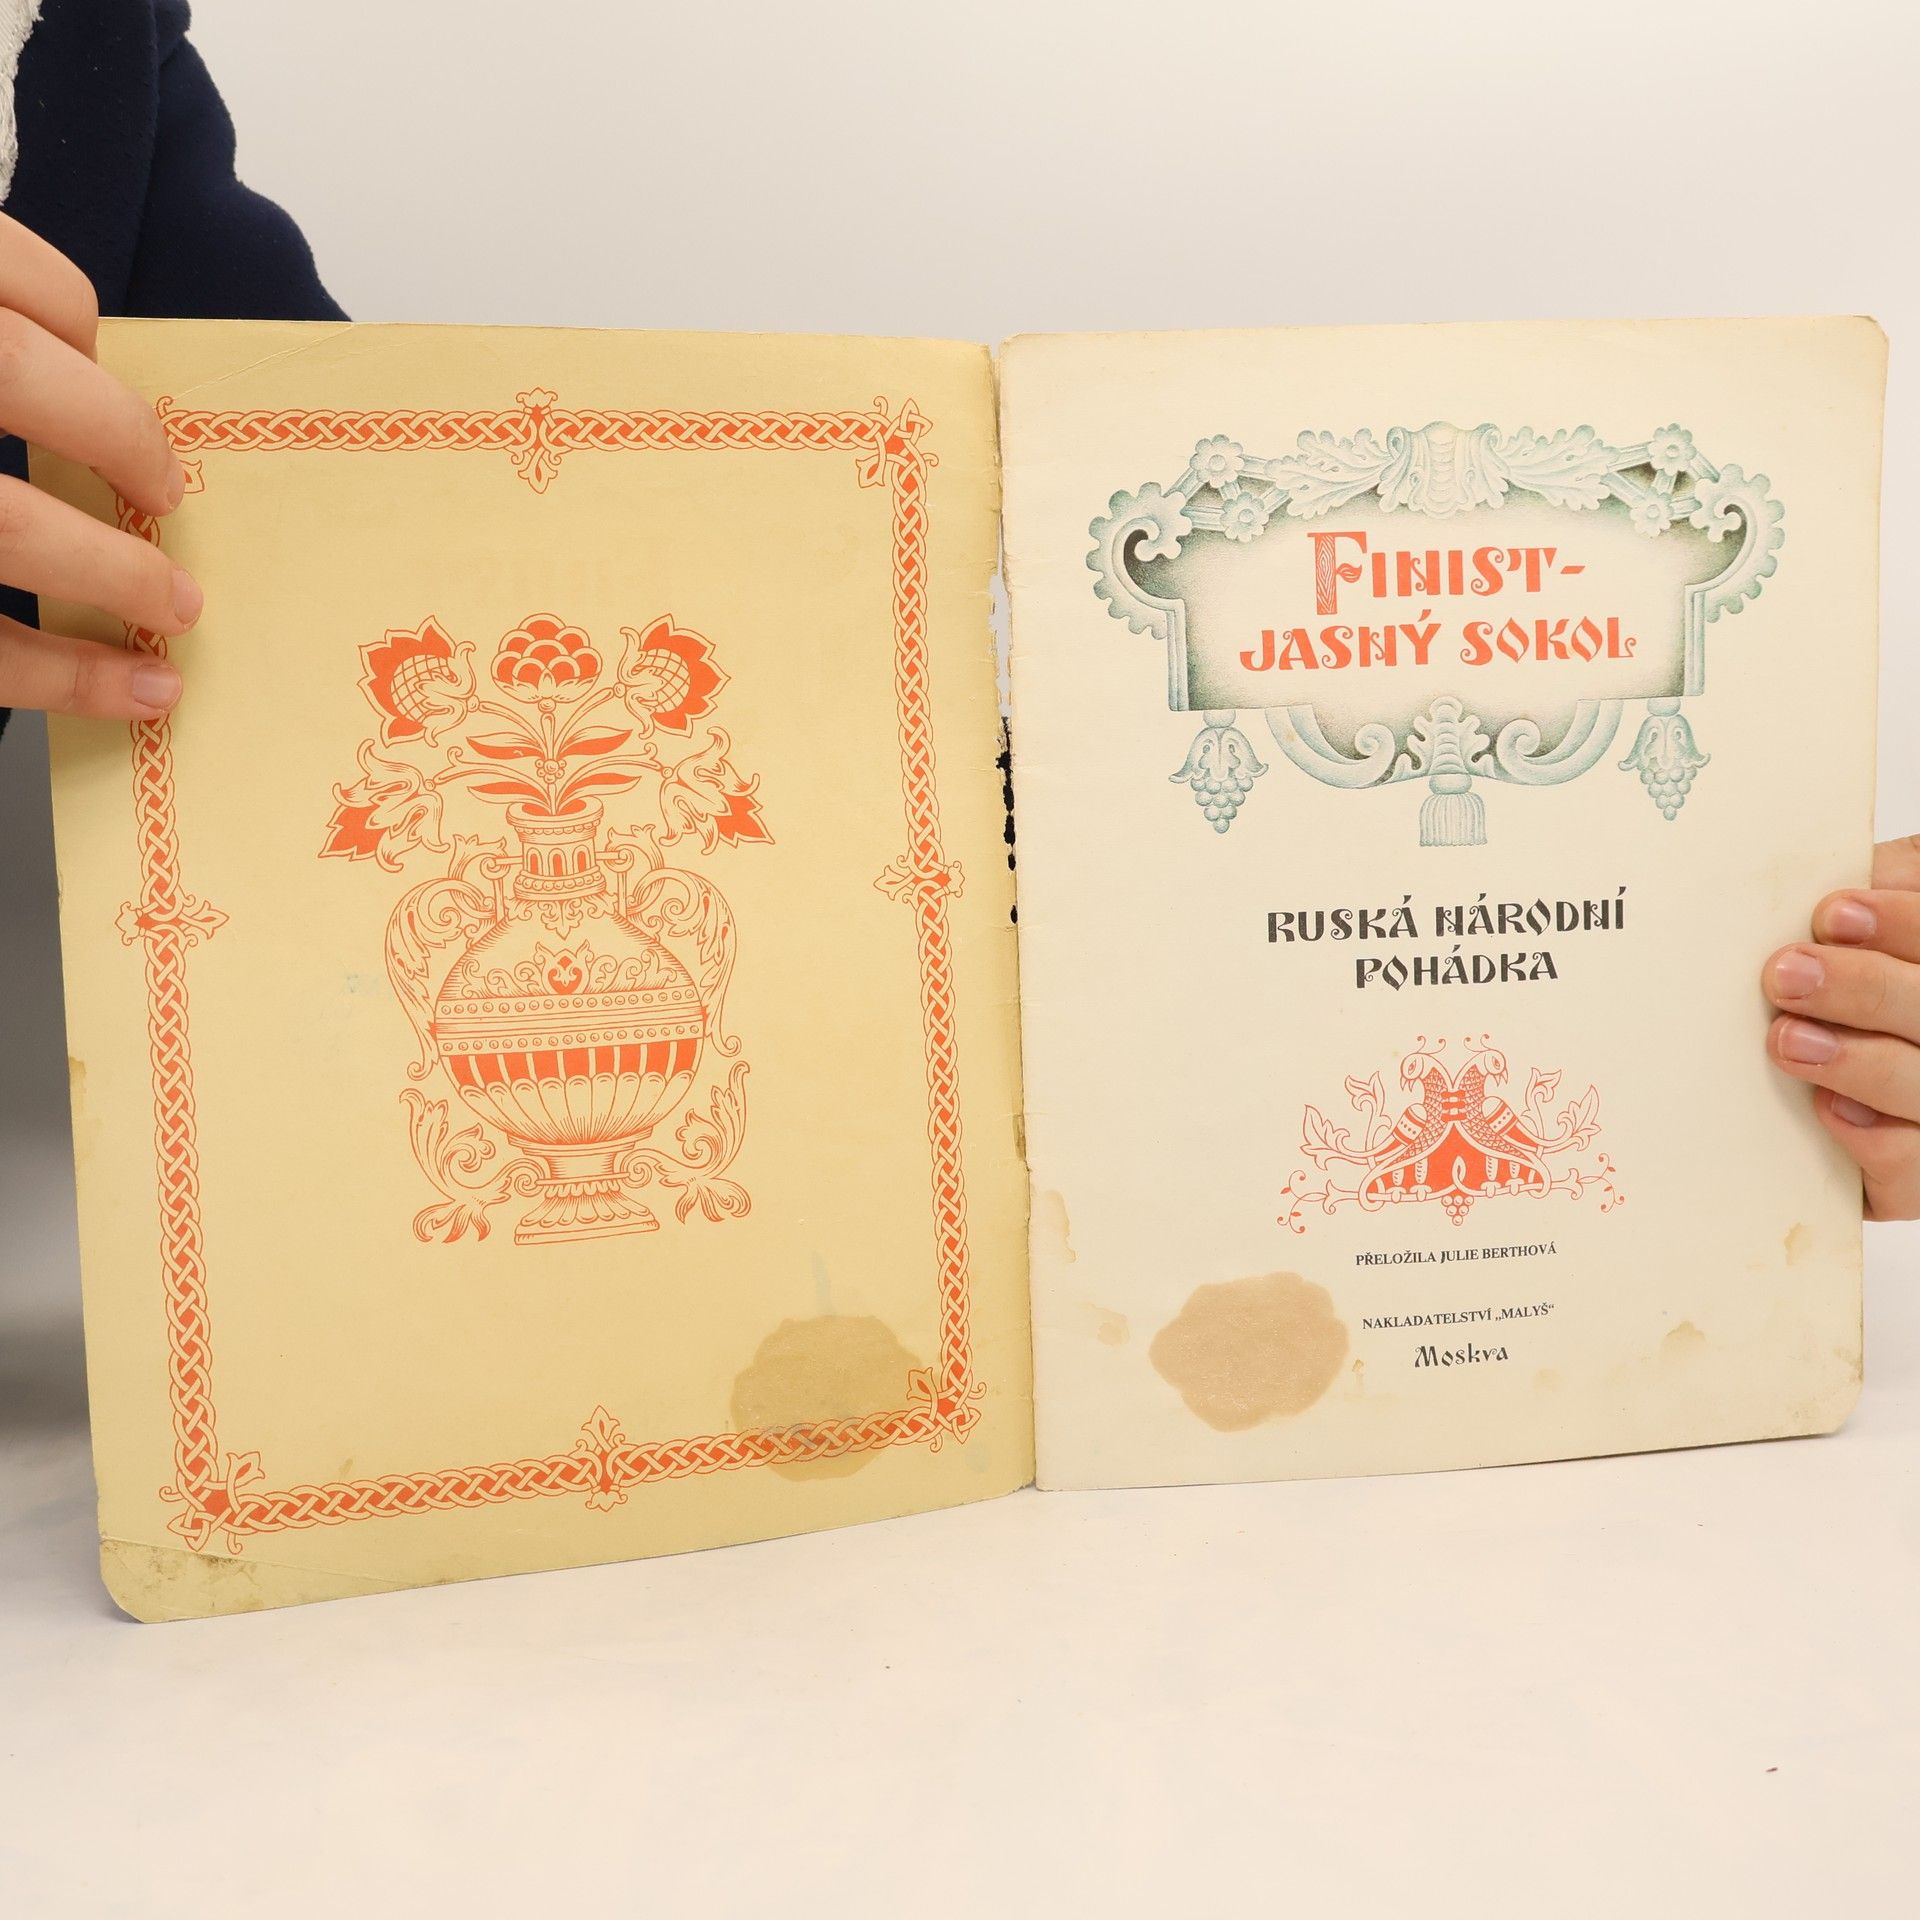 FINIST-
JASNÝ SOKOL
RUSKÁ NÁRODNÍ
POHÁDKA
PŘELOŽILA JULIE BERTHOVÁ
NAKLADATELSTVÍ „MALYŠ“
Moskva